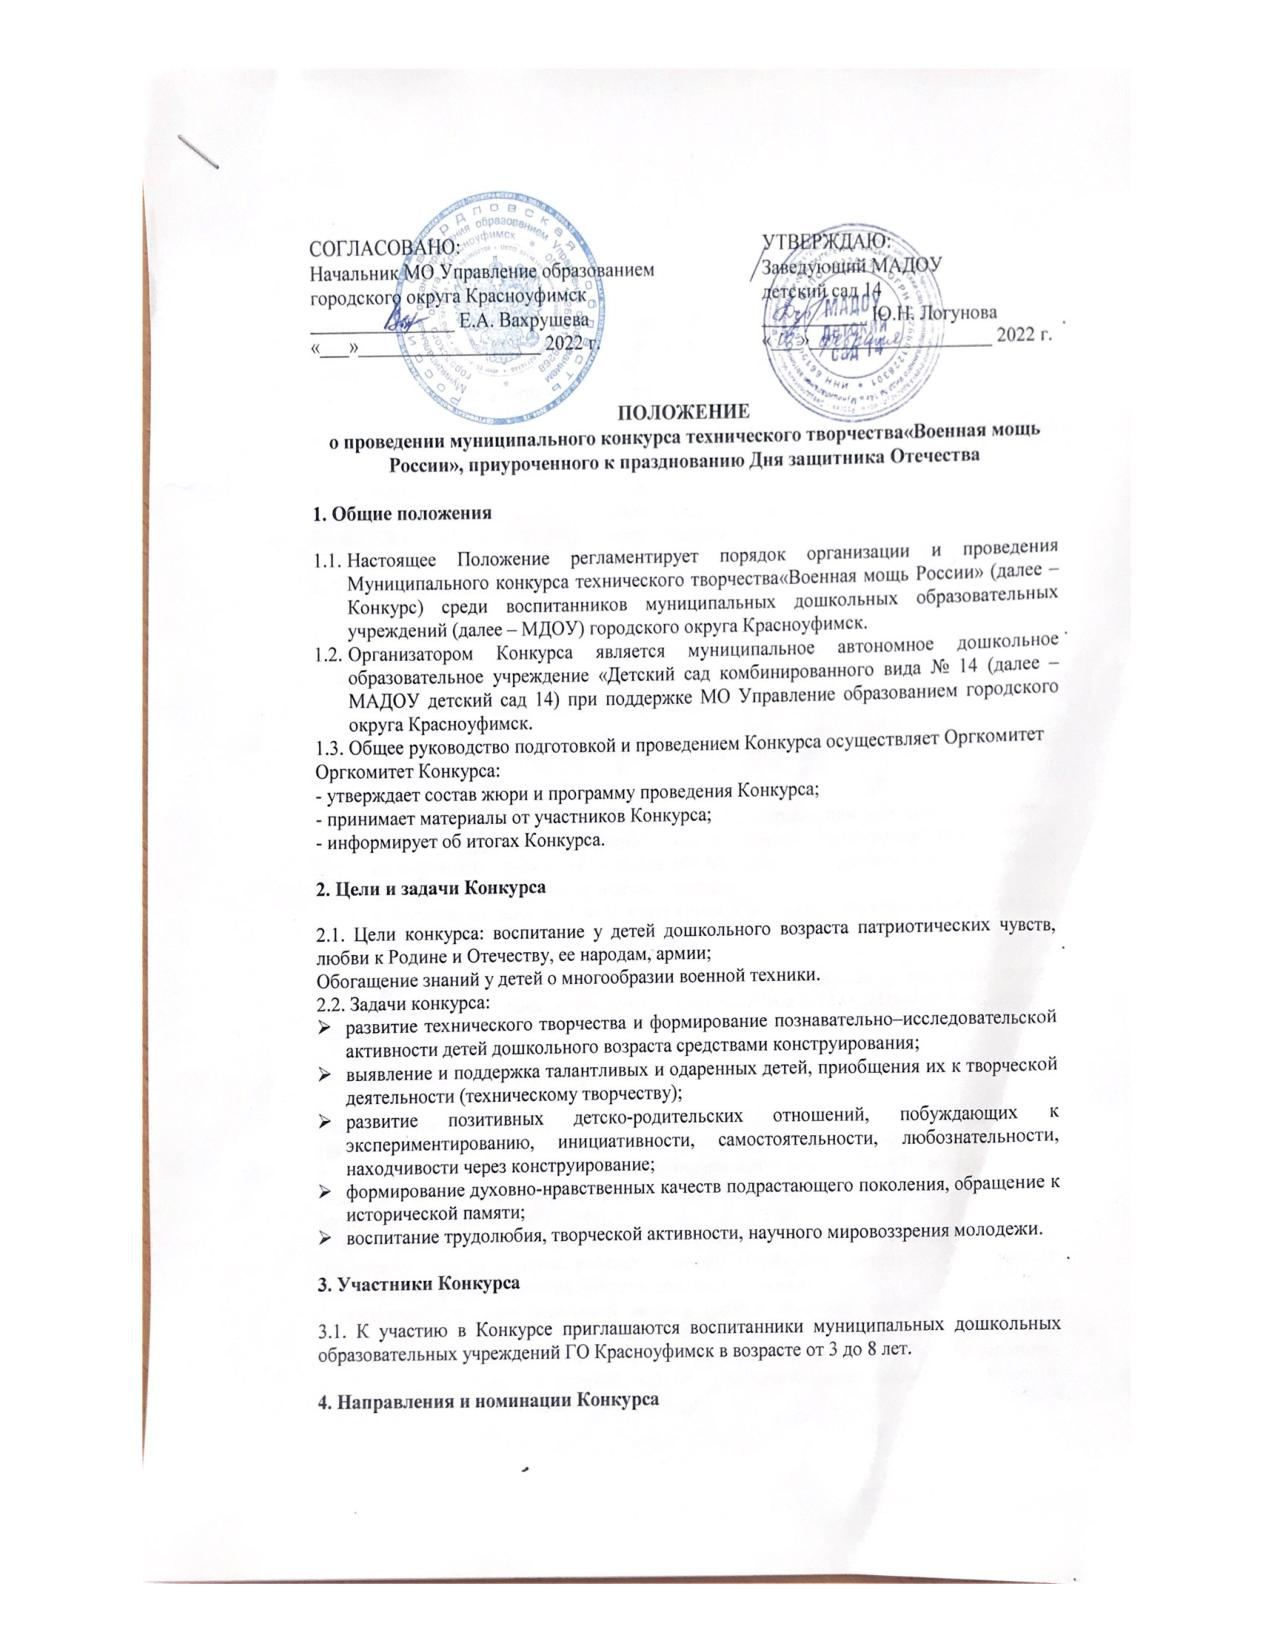 СОГЛАСОВАНО:
Начальник МО Управление образованием
городского округа Красноуфимск
______________ Е.А. Вахрушева
«___»__________________ 2022 г.
УТВЕРЖДАЮ:
Заведующий МАДОУ
детский сад 14
__________ Ю.Н. Логунова
«___» февраля 2022 г.
МАДОУ
ДЕТСКИЙ
САД 14
ПОЛОЖЕНИЕ
о проведении муниципального конкурса технического творчества«Военная мощь
России», приуроченного к празднованию Дня защитника Отечества
1. Общие положения
1.1. Настоящее Положение регламентирует порядок организации и проведения
Муниципального конкурса технического творчества«Военная мощь России» (далее –
Конкурс) среди воспитанников муниципальных дошкольных образовательных
учреждений (далее – МДОУ) городского округа Красноуфимск.
1.2. Организатором Конкурса является муниципальное автономное дошкольное
образовательное учреждение «Детский сад комбинированного вида № 14 (далее –
МАДОУ детский сад 14) при поддержке МО Управление образованием городского
округа Красноуфимск.
1.3. Общее руководство подготовкой и проведением Конкурса осуществляет Оргкомитет
Оргкомитет Конкурса:
- утверждает состав жюри и программу проведения Конкурса;
- принимает материалы от участников Конкурса;
- информирует об итогах Конкурса.
2. Цели и задачи Конкурса
2.1. Цели конкурса: воспитание у детей дошкольного возраста патриотических чувств,
любви к Родине и Отечеству, ее народам, армии;
Обогащение знаний у детей о многообразии военной техники.
2.2. Задачи конкурса:
➢ развитие технического творчества и формирование познавательно–исследовательской
активности детей дошкольного возраста средствами конструирования;
➢ выявление и поддержка талантливых и одаренных детей, приобщения их к творческой
деятельности (техническому творчеству);
➢ развитие позитивных детско-родительских отношений, побуждающих к
экспериментированию, инициативности, самостоятельности, любознательности,
находчивости через конструирование;
➢ формирование духовно-нравственных качеств подрастающего поколения, обращение к
исторической памяти;
➢ воспитание трудолюбия, творческой активности, научного мировоззрения молодежи.
3. Участники Конкурса
3.1. К участию в Конкурсе приглашаются воспитанники муниципальных дошкольных
образовательных учреждений ГО Красноуфимск в возрасте от 3 до 8 лет.
4. Направления и номинации Конкурса